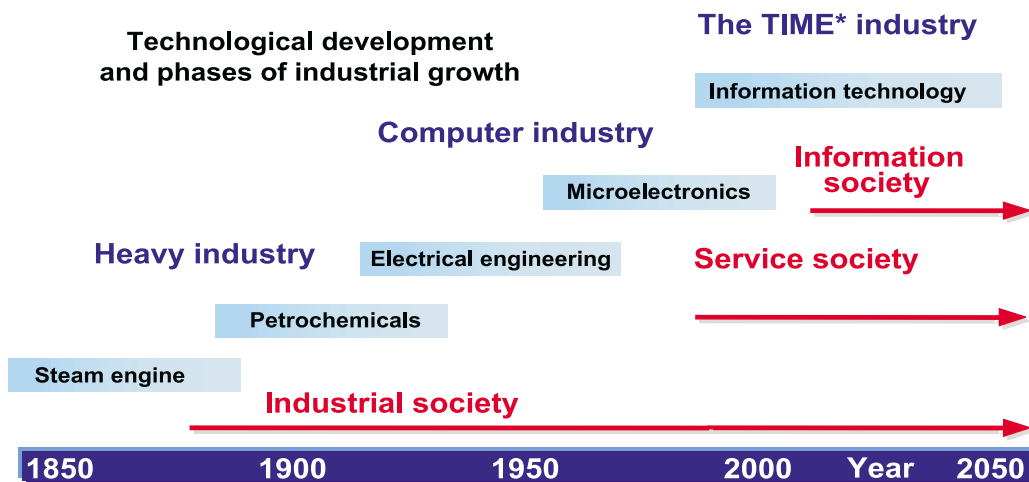 The TIME* industry
Technological development
and phases of industrial growth
Information technology
Computer industry
Information
society
Microelectronics
Heavy industry
Electrical engineering
Service society
Petrochemicals
Steam engine
Industrial society
1850 1900 1950 2000 Year 2050